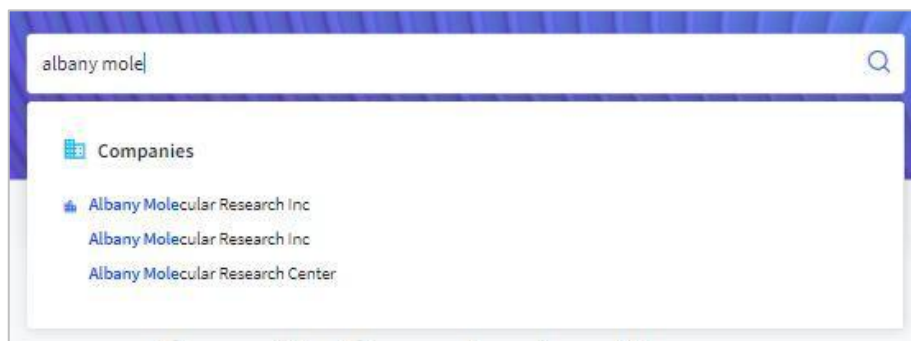 albany mole
Companies
Albany Molecular Research Inc
Albany Molecular Research Inc
Albany Molecular Research Center